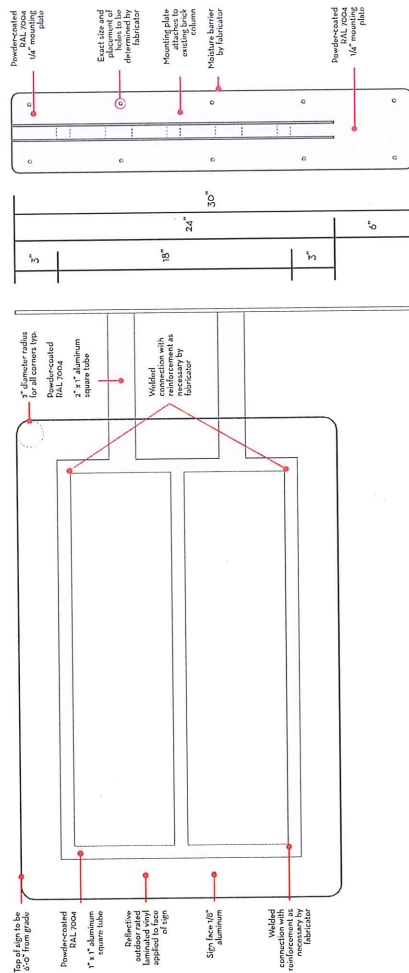 Top of sign to be
6'-0" from grade
Powder-coated
RAL 7004
1" x 1" aluminum
square tube
Reflective
outdoor rated
laminated vinyl
applied to face
of sign
Sign face 1/8"
aluminum
Welded
connection with
reinforcement as
necessary by
fabricator
2" diameter radius
for all corners typ.
Powder-coated
RAL 7004
2" x 1" aluminum
square tube
Welded
connection with
reinforcement as
necessary by
fabricator
3"
18"
3"
24"
6"
30"
Powder-coated
RAL 7004
1/4" mounting
plate
Exact size and
placement of
holes to be
determined by
fabricator
Mounting plate
attaches to
existing brick
column
Moisture barrier
by fabricator
Powder-coated
RAL 7004
1/4" mounting
plate